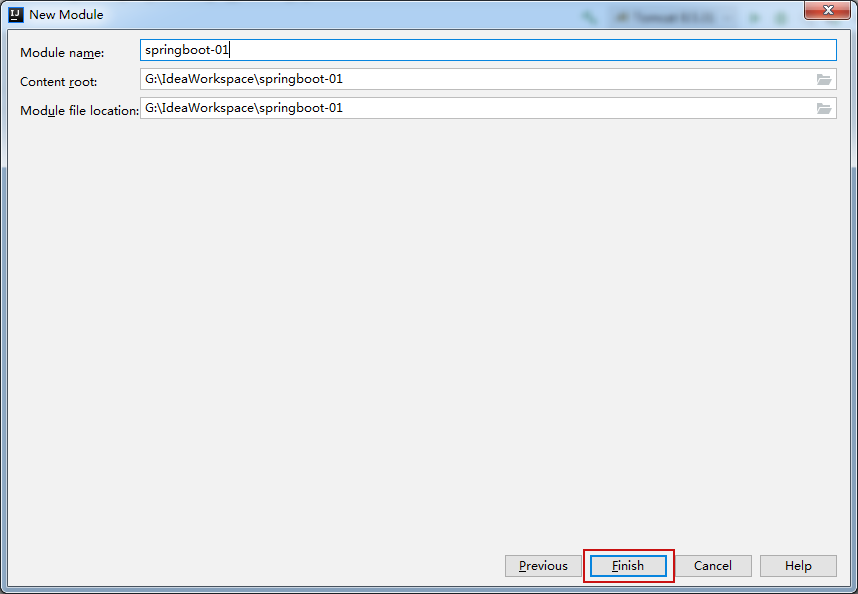 New Module
Module name: springboot-01
Content root: G:\IdeaWorkspace\springboot-01
Module file location: G:\IdeaWorkspace\springboot-01
Previous Finish Cancel Help